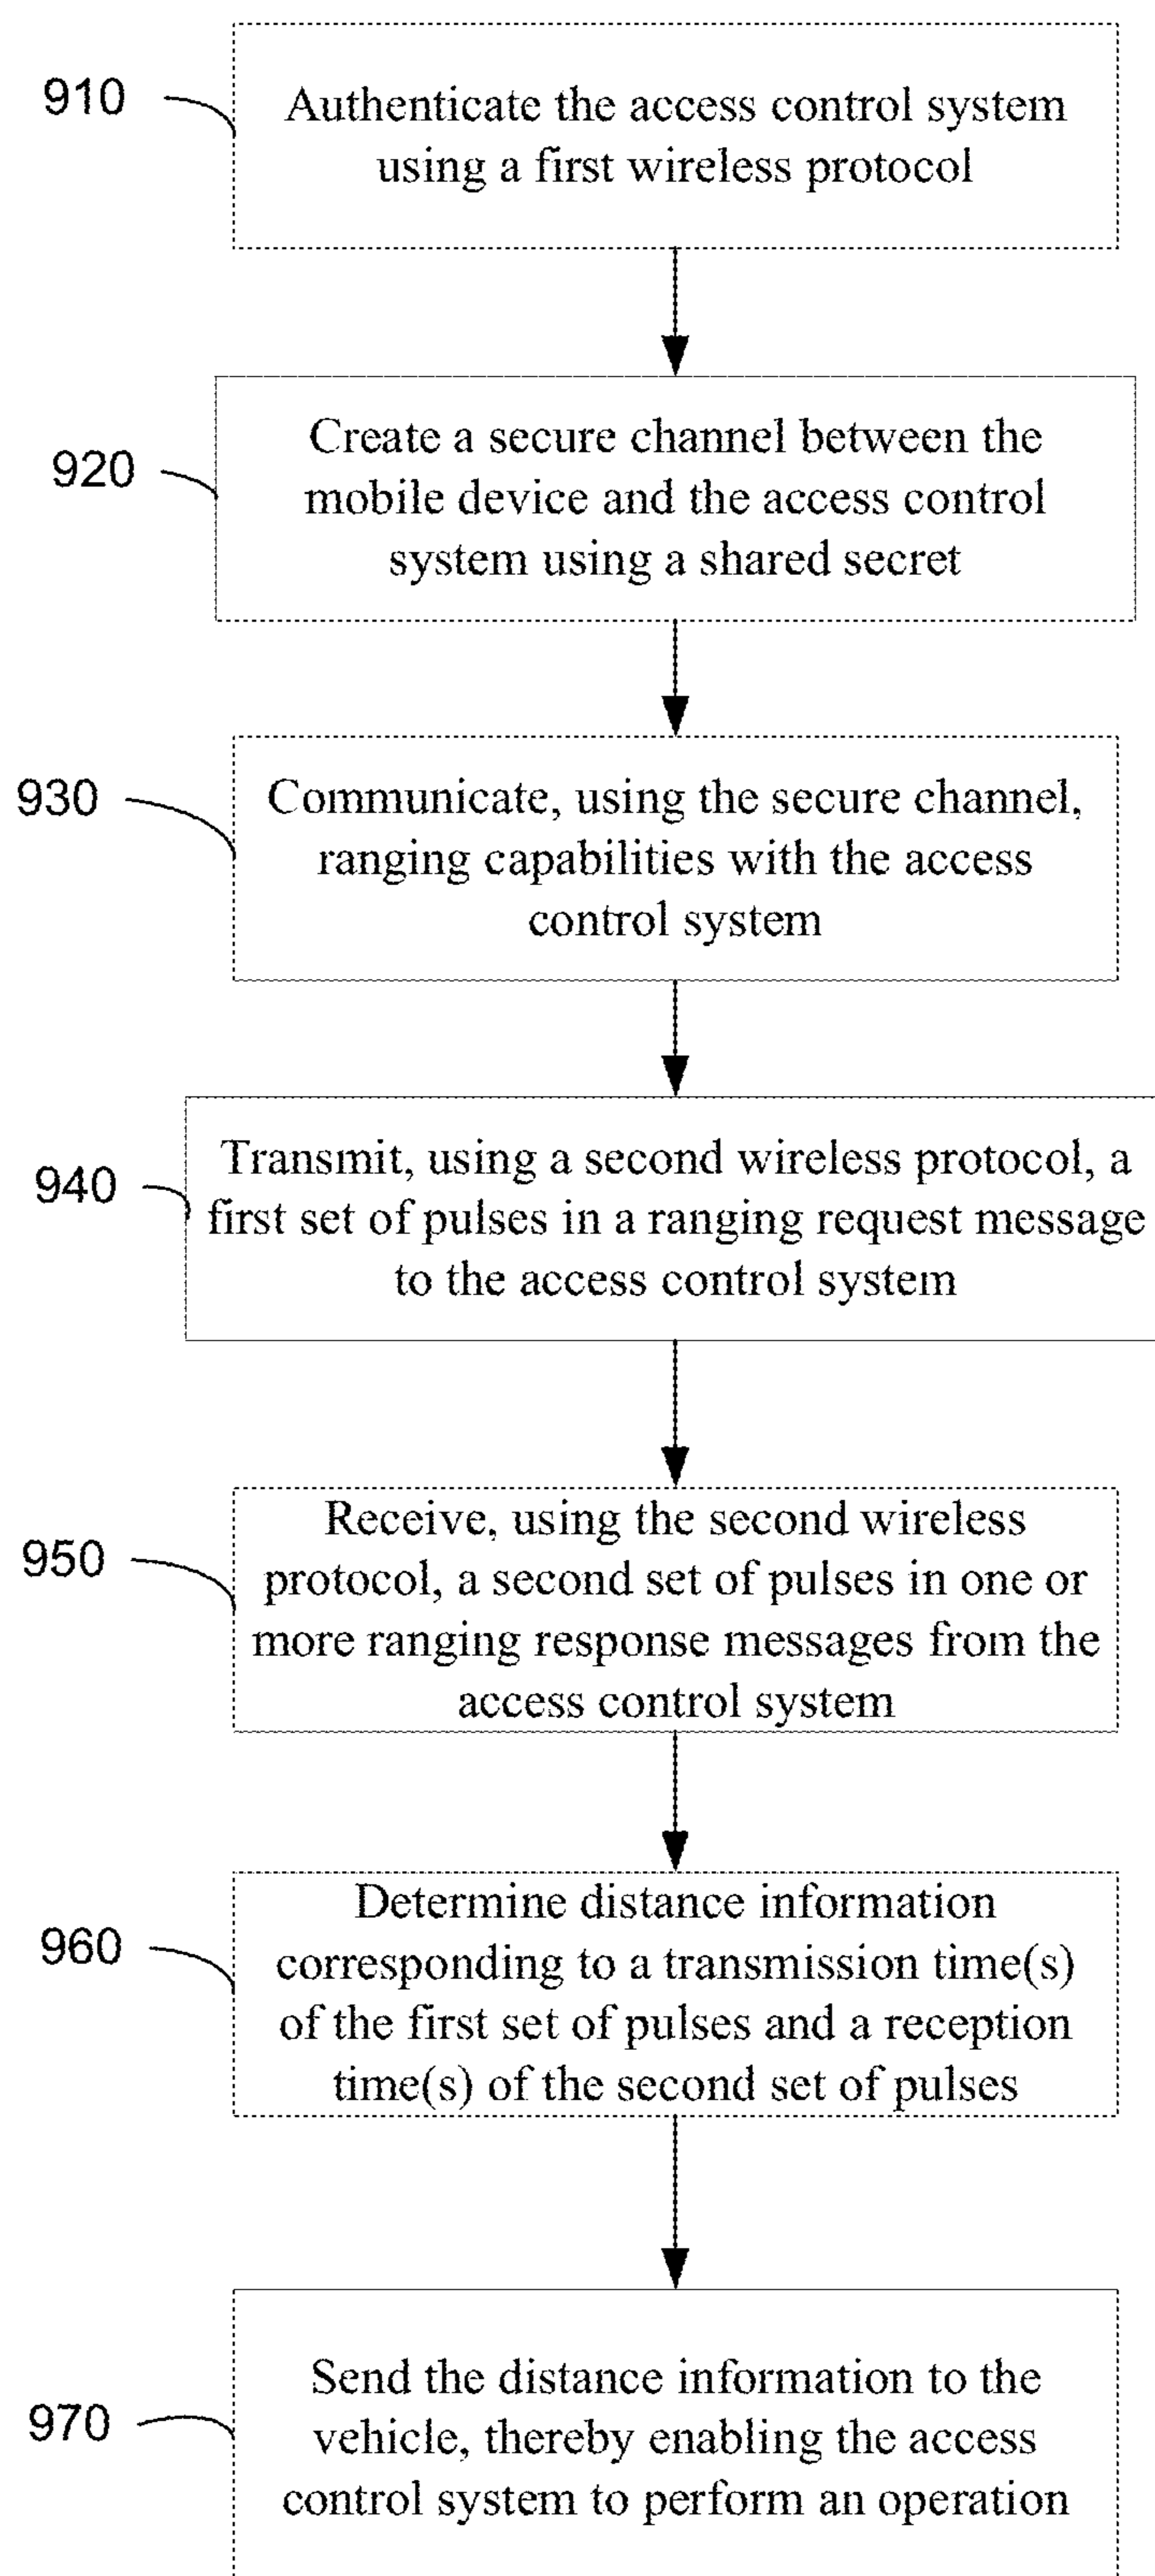 910
Authenticate the access control system
using a first wireless protocol
920
Create a secure channel between the
mobile device and the access control
system using a shared secret
930
Communicate, using the secure channel,
ranging capabilities with the access
control system
940
Transmit, using a second wireless protocol, a
first set of pulses in a ranging request message
to the access control system
950
Receive, using the second wireless
protocol, a second set of pulses in one or
more ranging response messages from the
access control system
960
Determine distance information
corresponding to a transmission time(s)
of the first set of pulses and a reception
time(s) of the second set of pulses
970
Send the distance information to the
vehicle, thereby enabling the access
control system to perform an operation